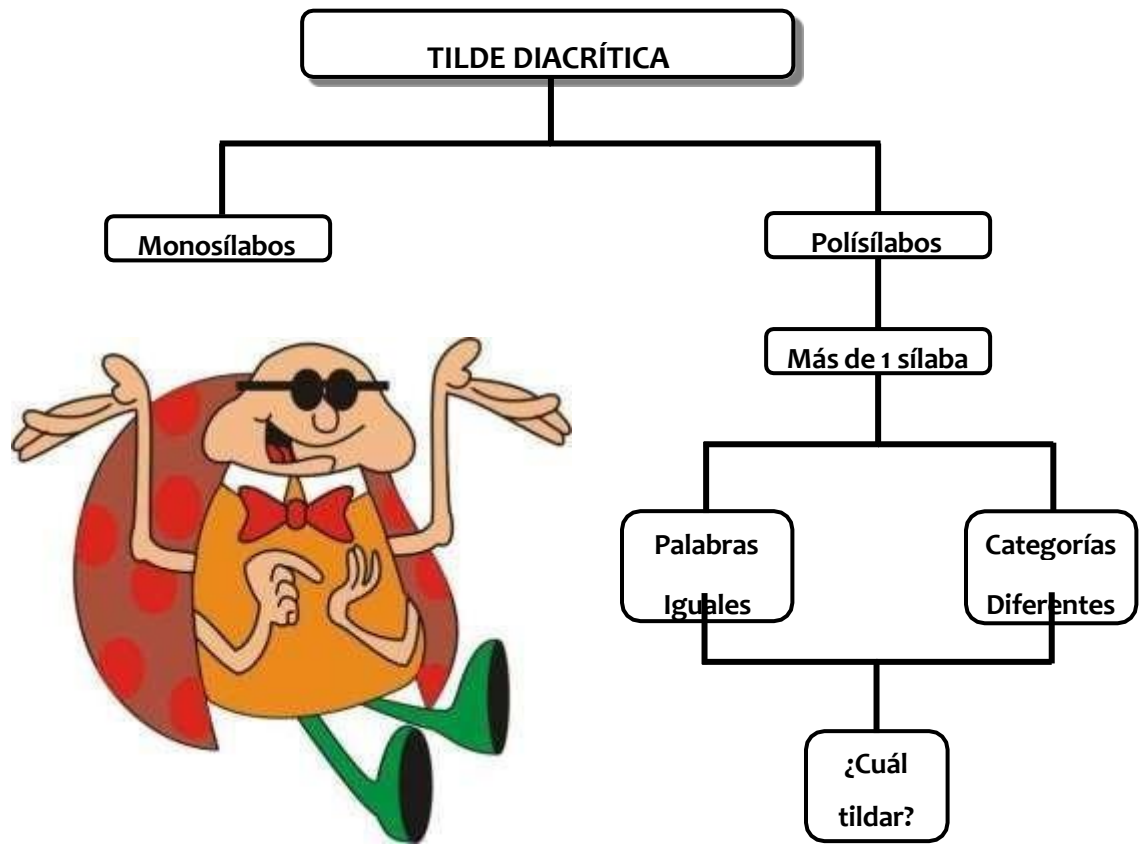 TILDE DIACRÍTICA
Monosílabos
Polísílabos
Más de 1 sílaba
Palabras
Iguales
Categorías
Diferentes
¿Cuál
tildar?